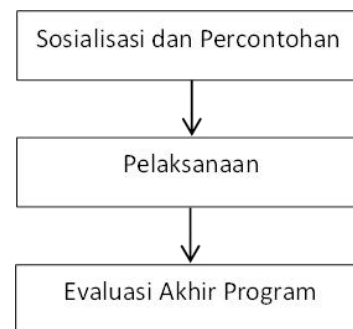 Sosialisasi dan Percontohan
Pelaksanaan
Evaluasi Akhir Program